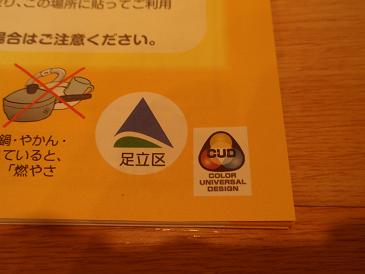 り、この場所に貼ってご利用
場合はご注意ください。
鍋・やかん・
ていると、
「燃やさ
足立区
CUD
COLOR
UNIVERSAL
DESIGN